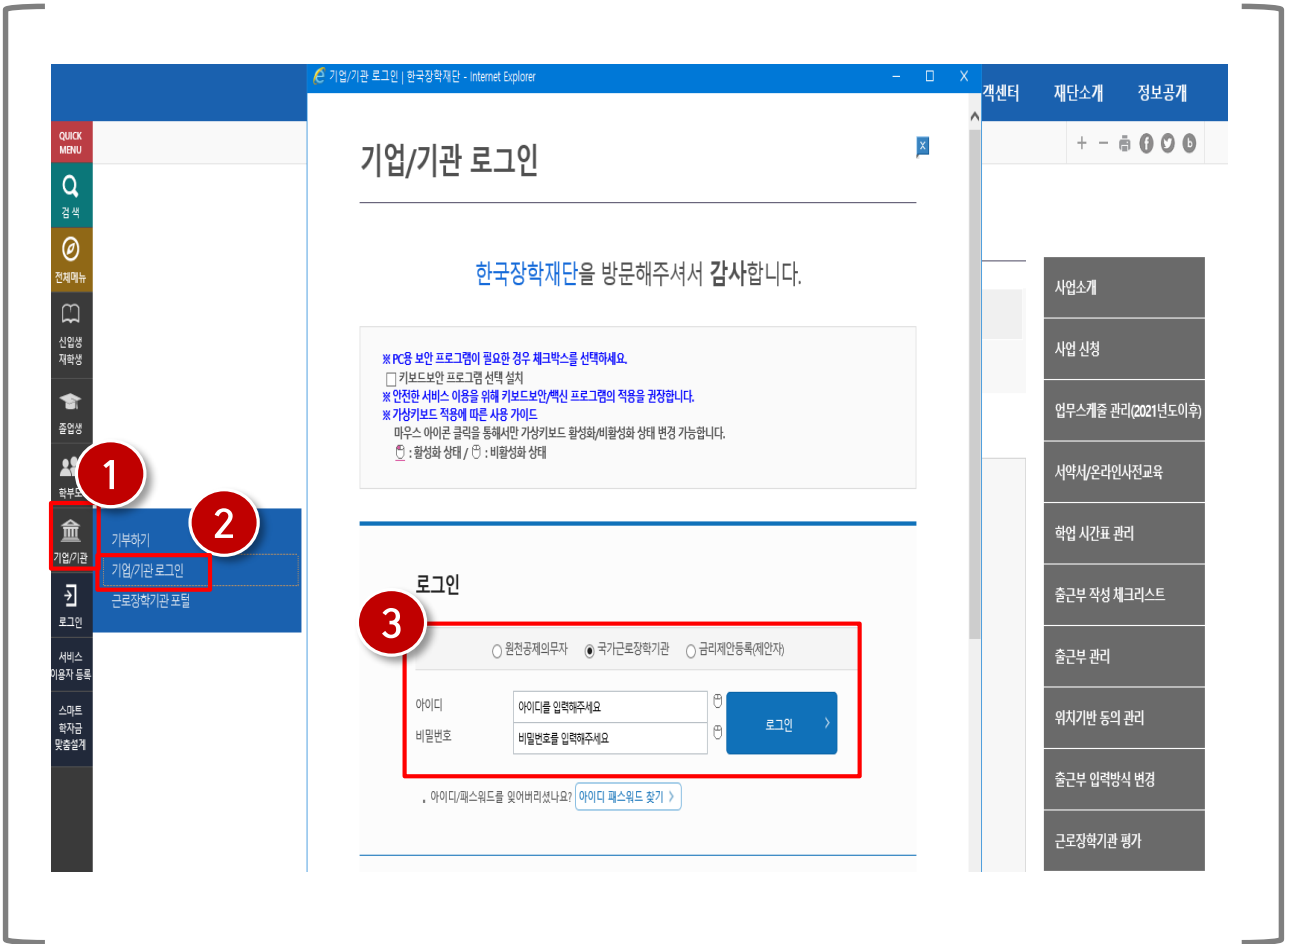 기업/기관 로그인 | 한국장학재단 - Internet Explorer
객센터 재단소개 정보공개
QUICK
MENU
검색
전체메뉴
신입생
재학생
졸업생
학부모
기업/기관
로그인
서비스
이용자 등록
스마트
학자금
맞춤설계
1
2
기부하기
기업/기관 로그인
근로장학기관 포털
기업/기관 로그인
한국장학재단을 방문해주셔서 감사합니다.
※ PC용 보안 프로그램이 필요한 경우 체크박스를 선택하세요.
키보드보안 프로그램 선택 설치
※ 안전한 서비스 이용을 위해 키보드보안/백신 프로그램의 적용을 권장합니다.
※ 가상키보드 적용에 따른 사용 가이드
마우스 아이콘 클릭을 통해서만 가상키보드 활성화/비활성화 상태 변경 가능합니다.
: 활성화 상태 / : 비활성화 상태
로그인
3
원천공제의무자 국가근로장학기관 금리제안등록(제안자)
아이디 아이디를 입력해주세요
비밀번호 비밀번호를 입력해주세요
로그인
아이디/패스워드를 잊어버리셨나요? 아이디 패스워드 찾기
사업소개
사업 신청
업무스케줄 관리(2021년도이후)
서약서/온라인사전교육
학업 시간표 관리
출근부 작성 체크리스트
출근부 관리
위치기반 동의 관리
출근부 입력방식 변경
근로장학기관 평가